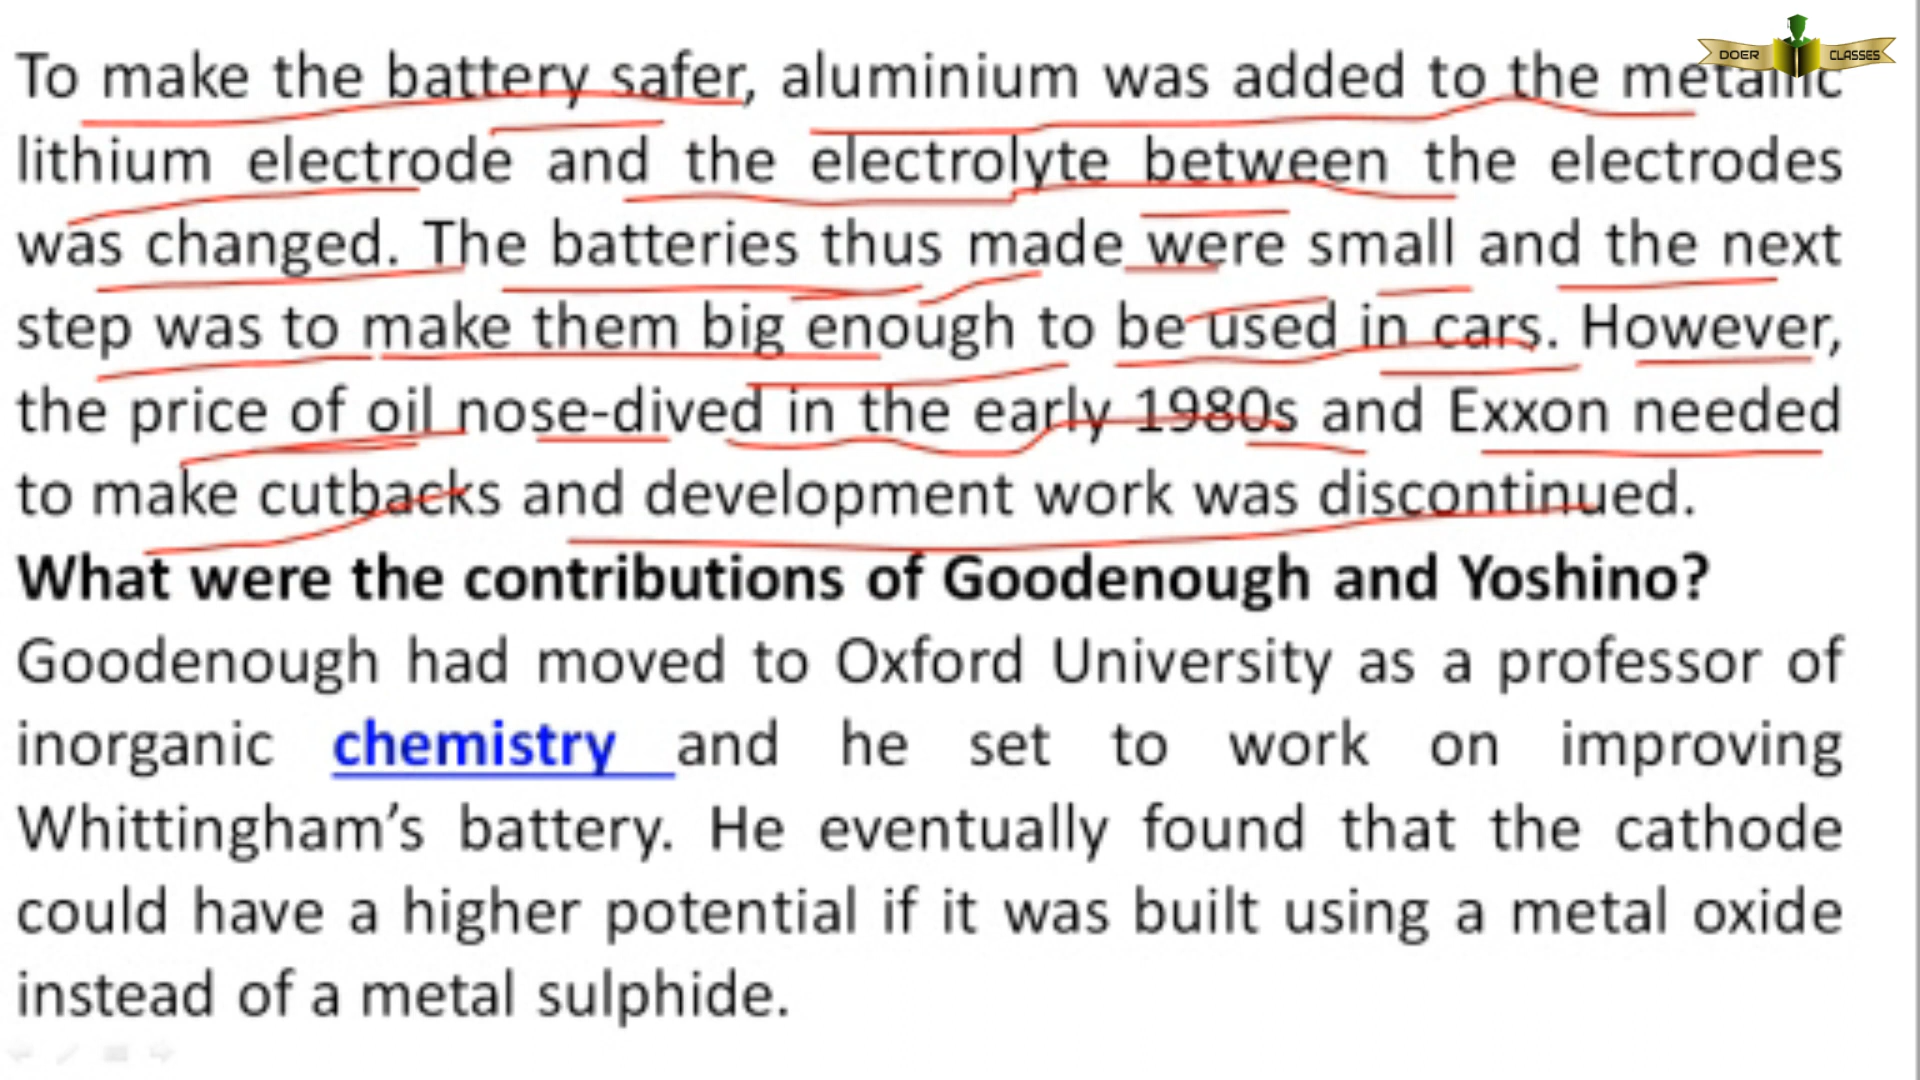 DOER CLASSES
To make the battery safer, aluminium was added to the metallic
lithium electrode and the electrolyte between the electrodes
was changed. The batteries thus made were small and the next
step was to make them big enough to be used in cars. However,
the price of oil nose-dived in the early 1980s and Exxon needed
to make cutbacks and development work was discontinued.
What were the contributions of Goodenough and Yoshino?
Goodenough had moved to Oxford University as a professor of
inorganic chemistry and he set to work on improving
Whittingham’s battery. He eventually found that the cathode
could have a higher potential if it was built using a metal oxide
instead of a metal sulphide.